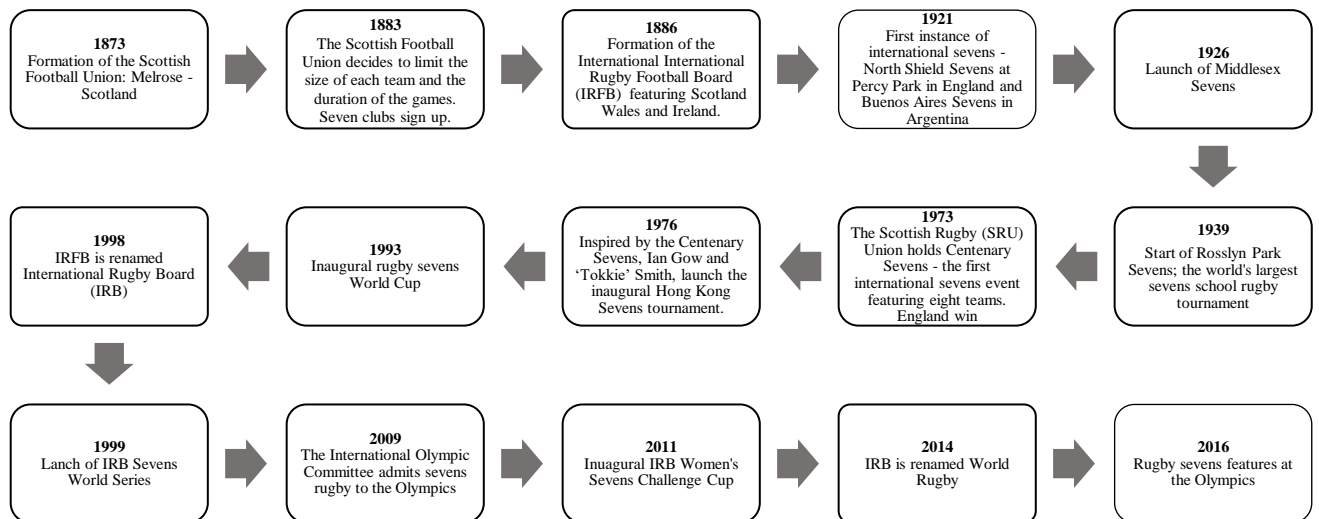 1873
Formation of the Scottish
Football Union: Melrose -
Scotland
1883
The Scottish Football
Union decides to limit the
size of each team and the
duration of the games.
Seven clubs sign up.
1886
Formation of the
International International
Rugby Football Board
(IRFB) featuring Scotland
Wales and Ireland.
1921
First instance of
international sevens -
North Shield Sevens at
Percy Park in England and
Buenos Aires Sevens in
Argentina
1926
Launch of Middlesex
Sevens
1939
Start of Rosslyn Park
Sevens; the world's largest
sevens school rugby
tournament
1973
The Scottish Rugby (SRU)
Union holds Centenary
Sevens - the first
international sevens event
featuring eight teams.
England win
1976
Inspired by the Centenary
Sevens, Ian Gow and
‘Tokkie’ Smith, launch the
inaugural Hong Kong
Sevens tournament.
1993
Inaugural rugby sevens
World Cup
1998
IRFB is renamed
International Rugby Board
(IRB)
1999
Lanch of IRB Sevens
World Series
2009
The International Olympic
Committee admits sevens
rugby to the Olympics
2011
Inuagural IRB Women's
Sevens Challenge Cup
2014
IRB is renamed World
Rugby
2016
Rugby sevens features at
the Olympics